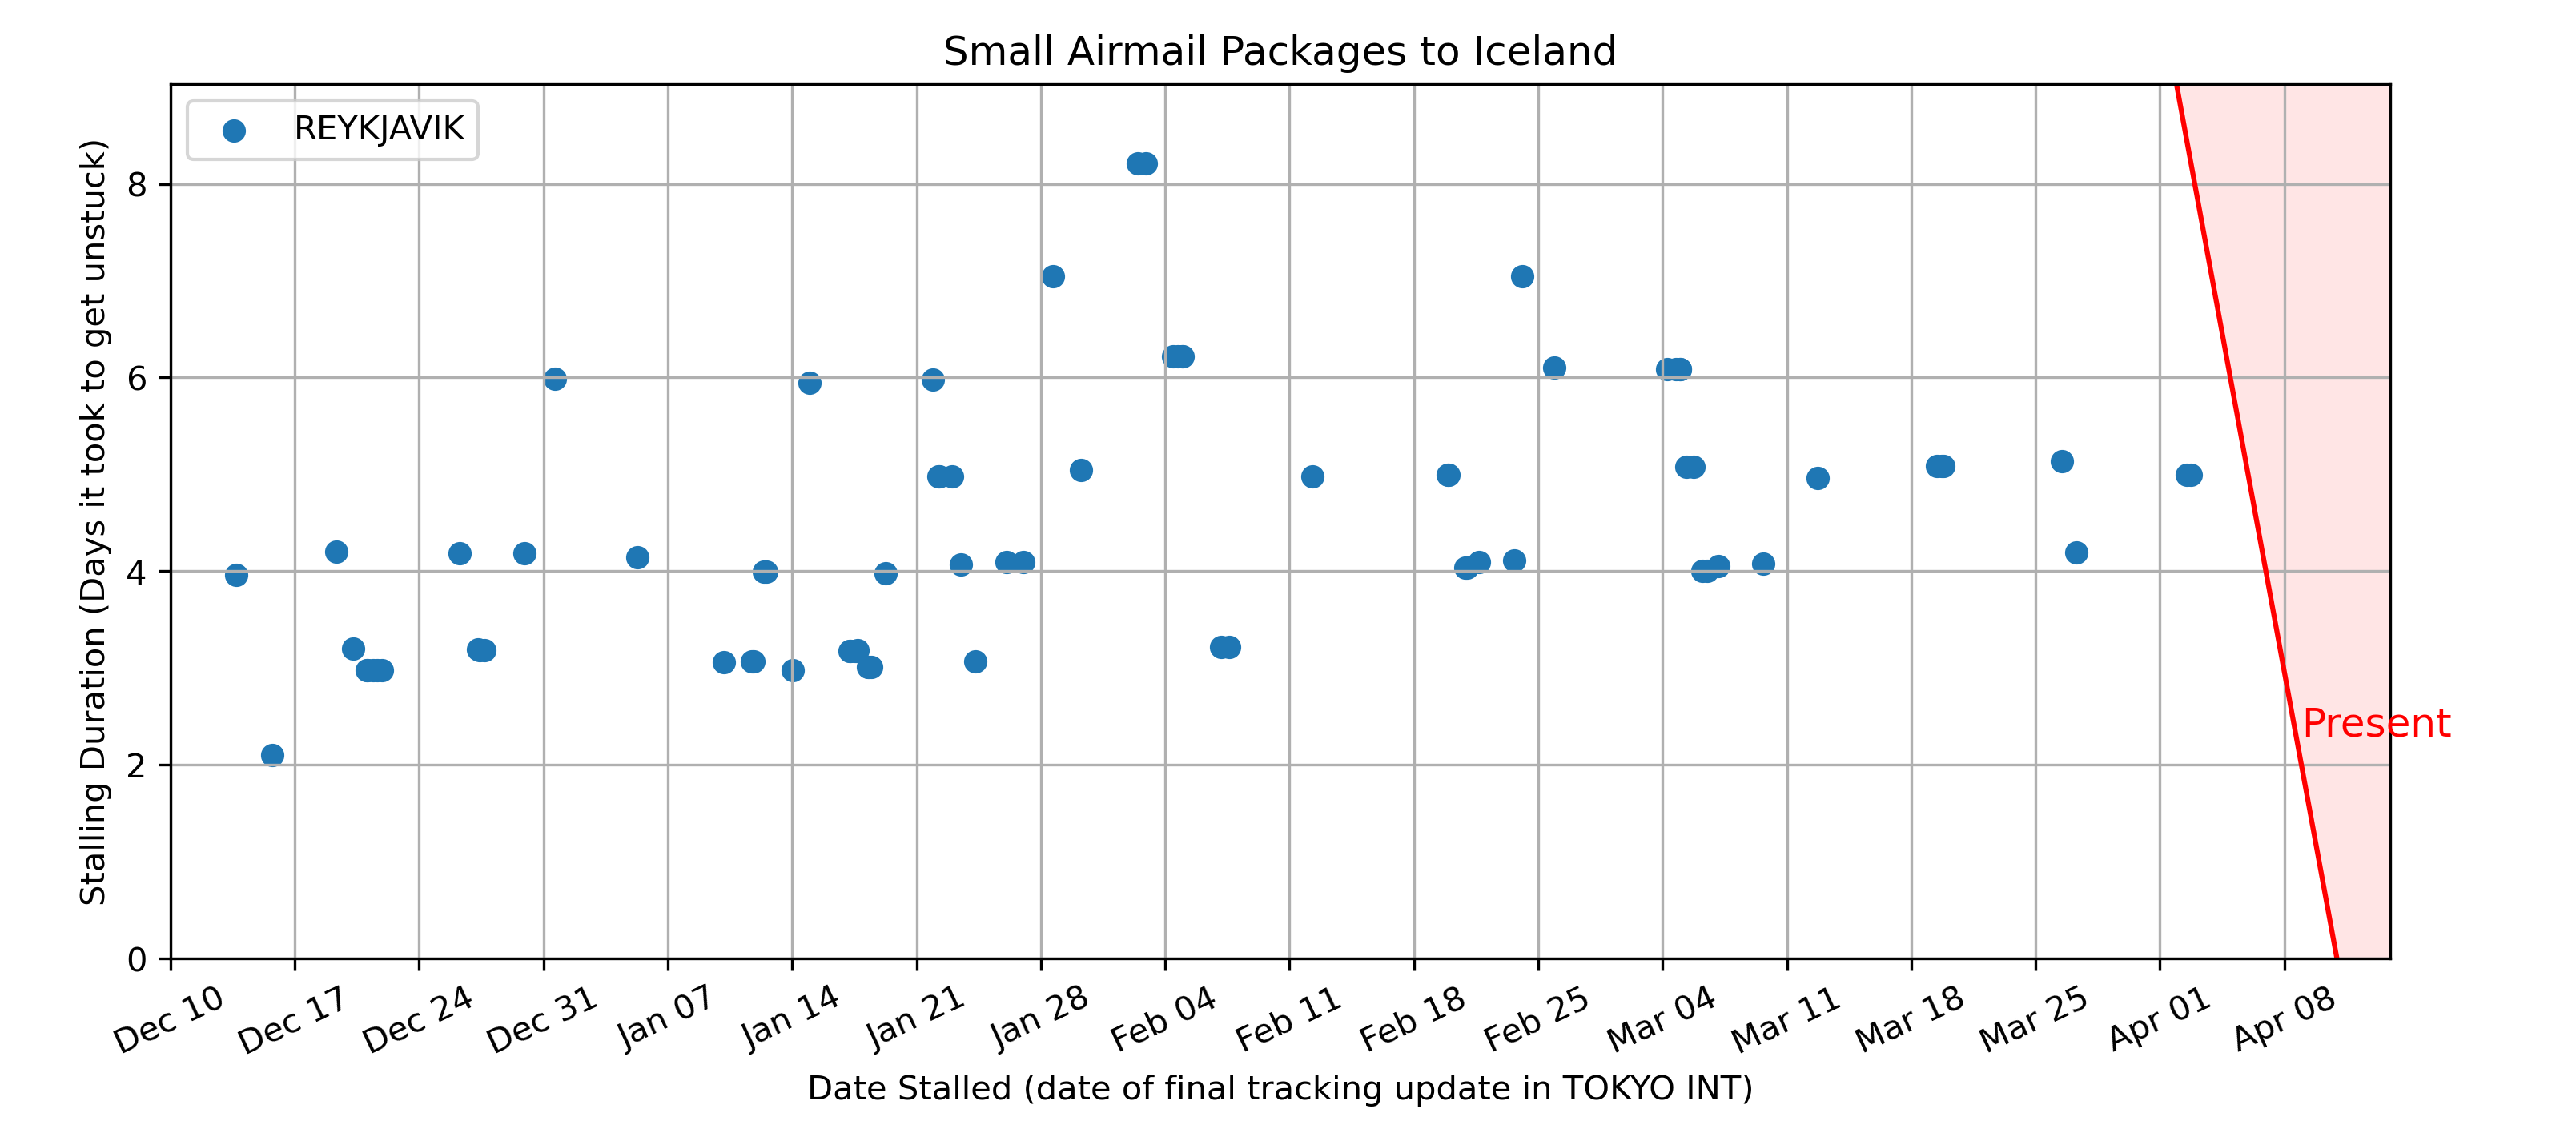 Small Airmail Packages to Iceland
REYKJAVIK
Stalling Duration (Days it took to get unstuck)
8
6
4
2
0
Present
Dec 10 Dec 17 Dec 24 Dec 31 Jan 07 Jan 14 Jan 21 Jan 28 Feb 04 Feb 11 Feb 18 Feb 25 Mar 04 Mar 11 Mar 18 Mar 25 Apr 01 Apr 08
Date Stalled (date of final tracking update in TOKYO INT)